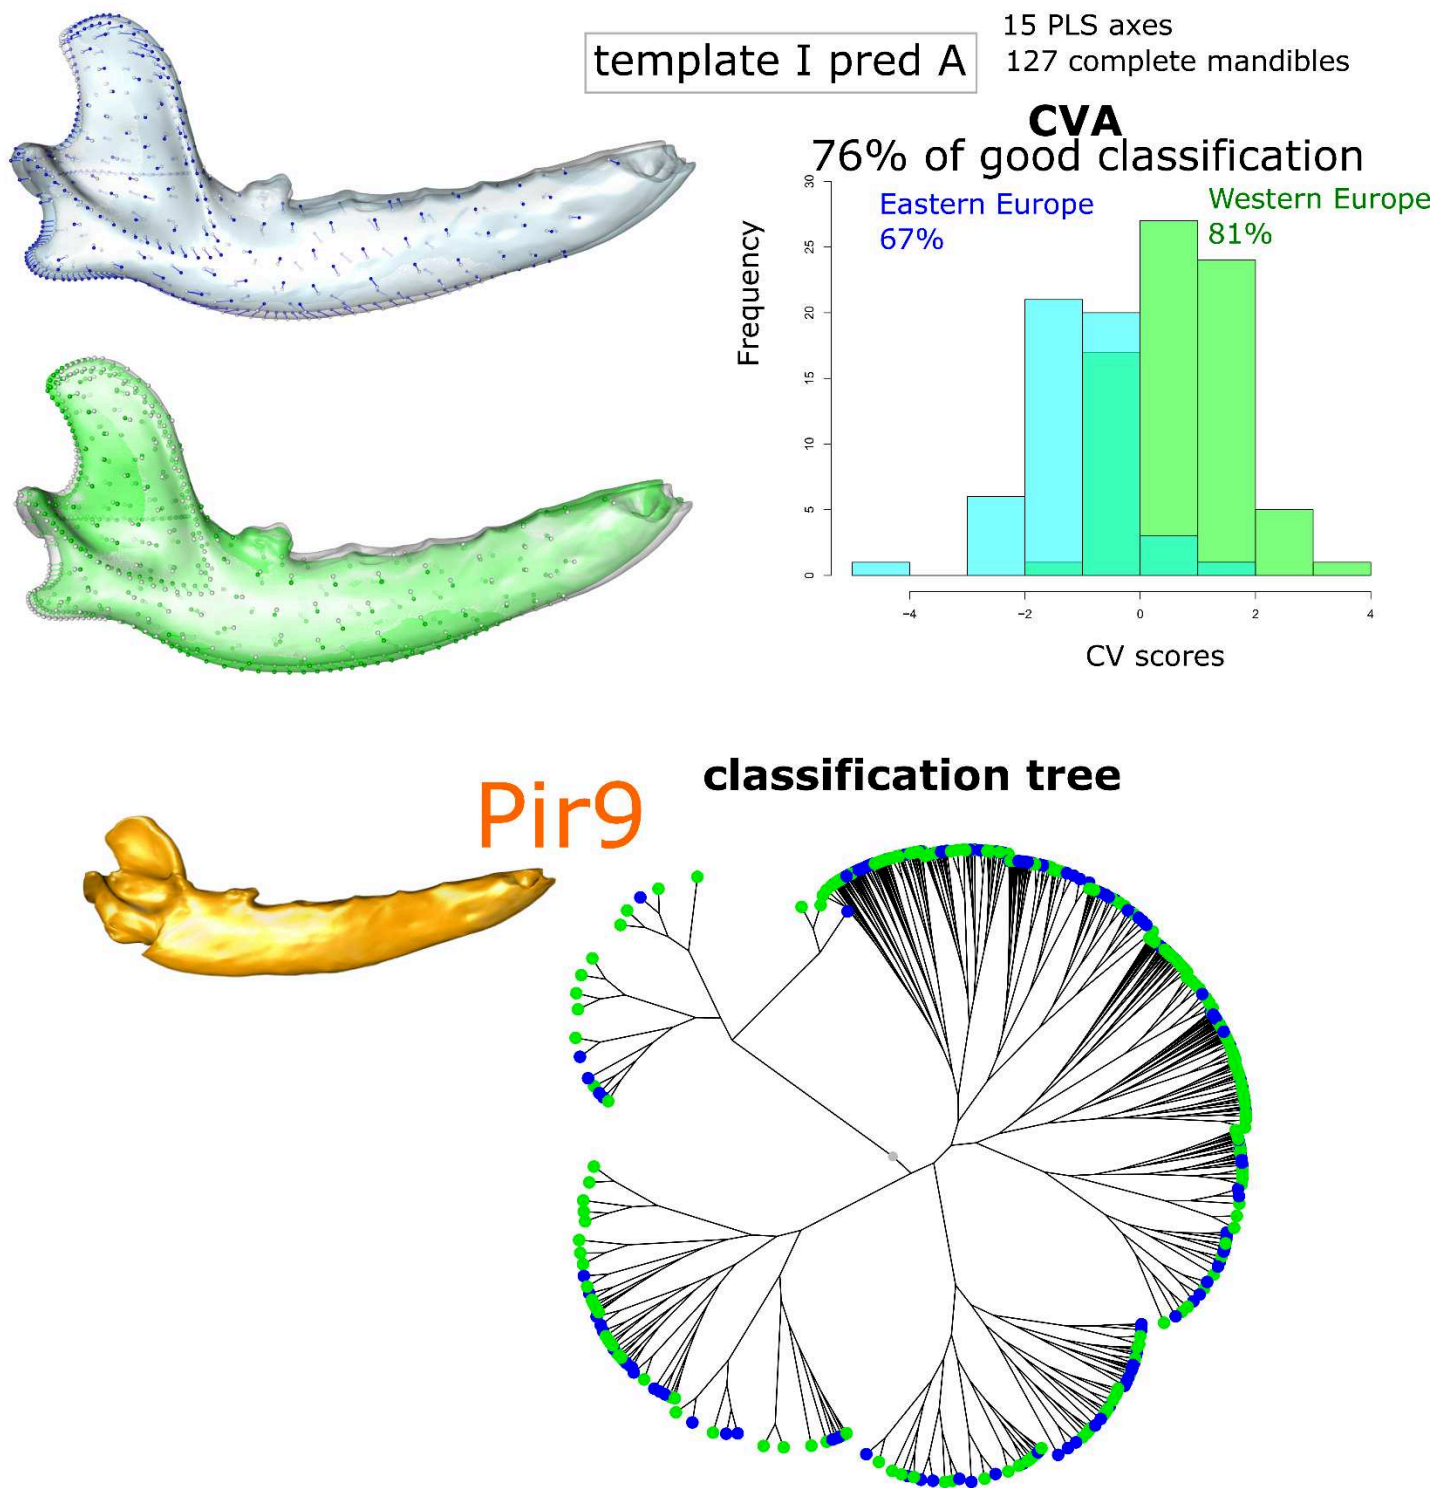 15 PLS axes
template I pred A
127 complete mandibles
CVA
76% of good classification
Eastern Europe
67%
Western Europe
81%
Frequency
30
25
20
15
10
5
0
−4
−2
0
2
4
CV scores
classification tree
Pir9